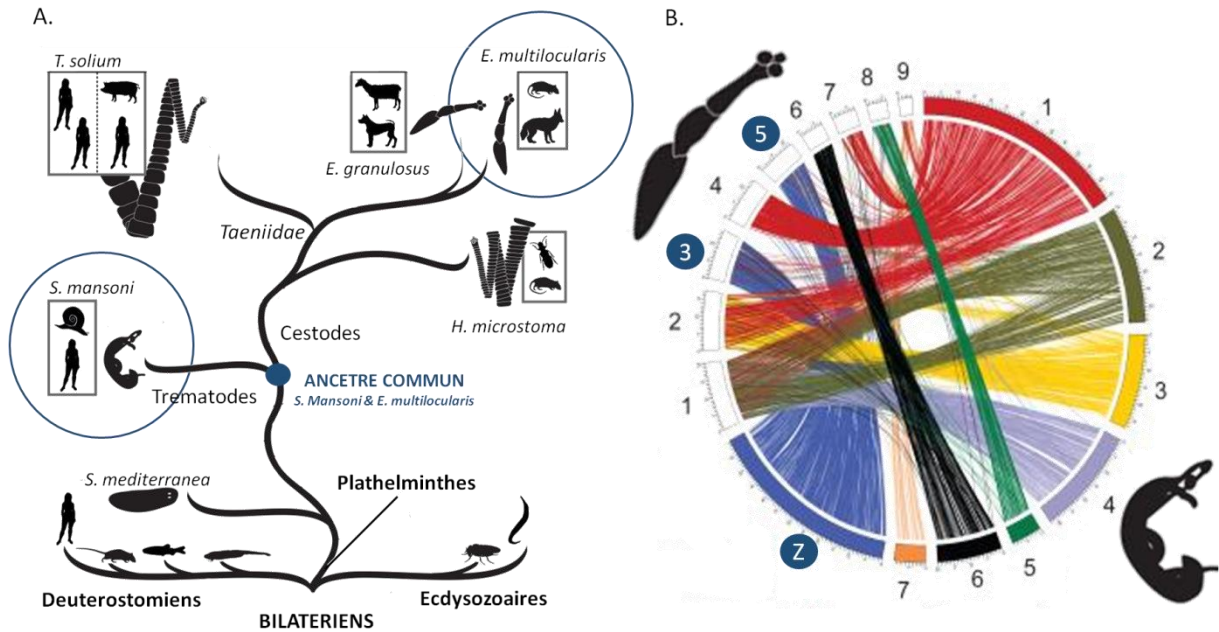 A.
T. solium
E. multilocularis
E. granulosus
Taeniidae
S. mansoni
H. microstoma
Cestodes
Trematodes
ANCETRE COMMUN
S. Mansoni & E. multilocularis
S. mediterranea
Plathelminthes
Deuterostomiens
Ecdysozoaires
BILATERIENS
B.
1
2
3
4
5
6
7
Z
1
2
3
4
5
6
7
8
9